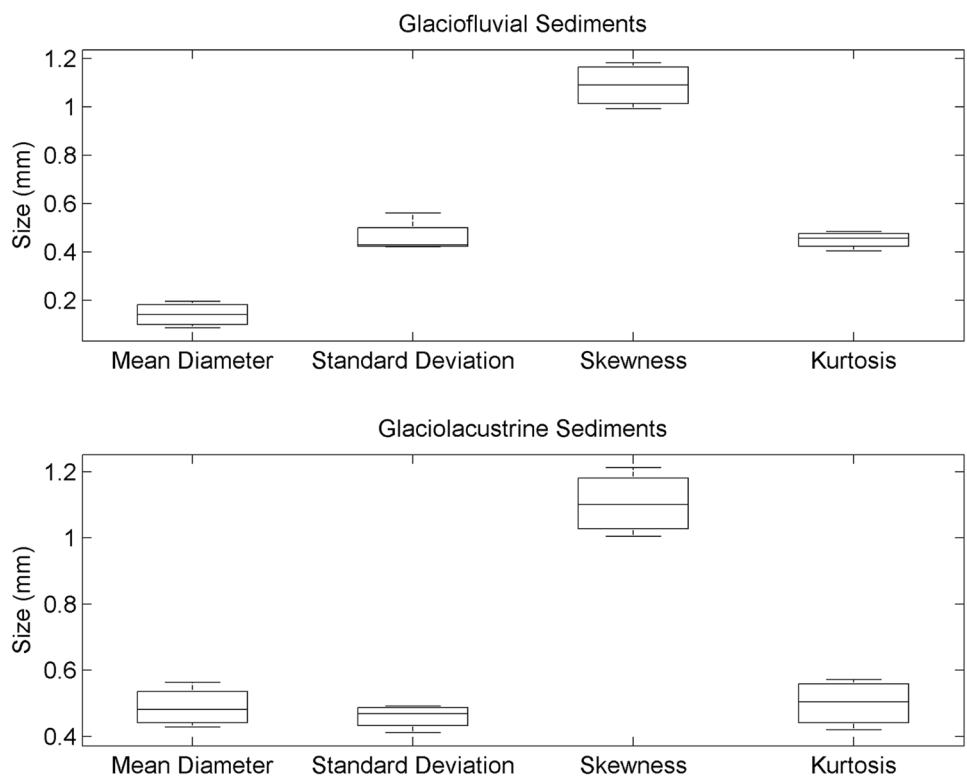 Glaciofluvial Sediments
1.2
1
0.8
0.6
0.4
0.2
Size (mm)
Mean Diameter Standard Deviation Skewness Kurtosis
Glaciolacustrine Sediments
1.2
1
0.8
0.6
0.4
Size (mm)
Mean Diameter Standard Deviation Skewness Kurtosis